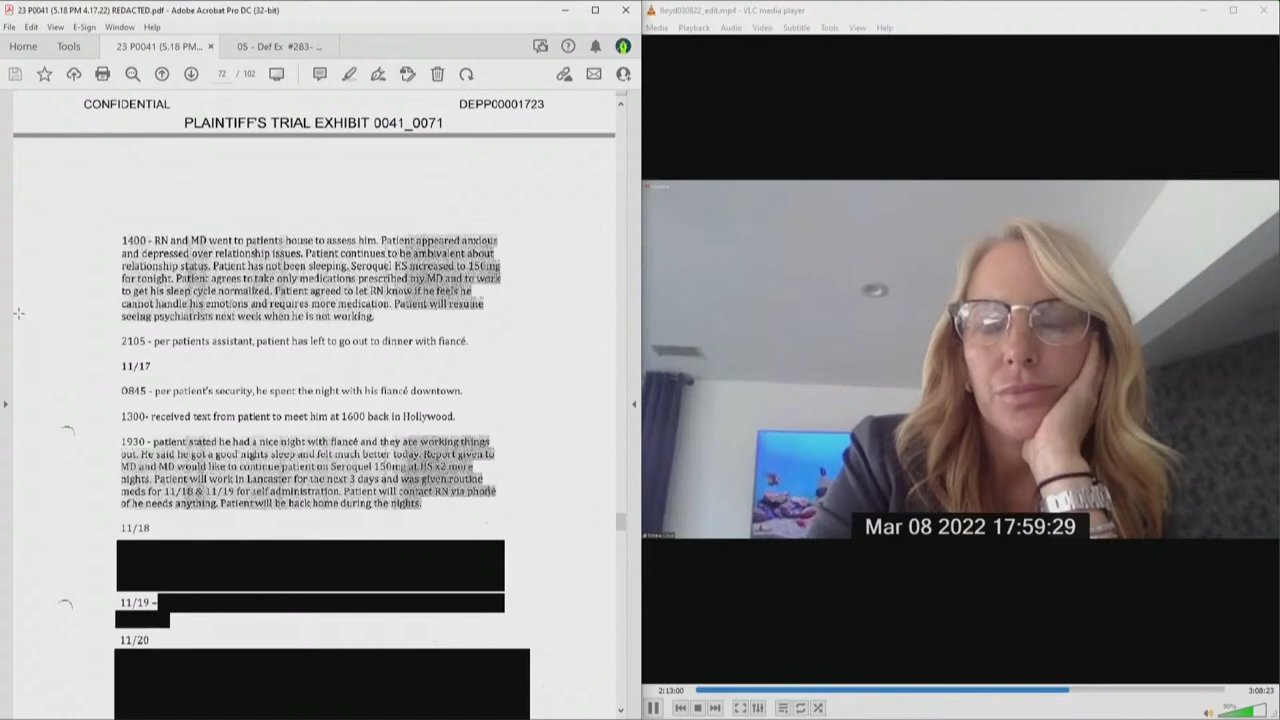 23 P0041 (5.18 PM 4.17.22) REDACTED.pdf - Adobe Acrobat Pro DC (32-bit)
File Edit View E-Sign Window Help
Home Tools 23 P0041 (5.18 PM... × 05 - Def Ex #283- ...
72 / 102
CONFIDENTIAL DEPP00001723
PLAINTIFF'S TRIAL EXHIBIT 0041_0071
1400 - RN and MD went to patients house to assess him. Patient appeared anxious
and depressed over relationship issues. Patient continues to be ambivalent about
relationship status. Patient has not been sleeping. Seroquel HS increased to 150mg
for tonight. Patient agrees to take only medications prescribed my MD and to work
to get his sleep cycle normalized. Patient agreed to let RN know if he feels he
cannot handle his emotions and requires more medication. Patient will resume
seeing psychiatrists next week when he is not working.
2105 - per patients assistant, patient has left to go out to dinner with fiancé.
11/17
0845 - per patient's security, he spent the night with his fiancé downtown.
1300- received text from patient to meet him at 1600 back in Hollywood.
1930 - patient stated he had a nice night with fiancé and they are working things
out. He said he got a good nights sleep and felt much better today. Report given to
MD and MD would like to continue patient on Seroquel 150mg at HS x2 more
nights. Patient will work in Lancaster for the next 3 days and was given routine
meds for 11/18 & 11/19 for self administration. Patient will contact RN via phone
of he needs anything. Patient will be back home during the nights.
11/18
11/19 -
11/20
lloyd030822_edit.mp4 - VLC media player
Media Playback Audio Video Subtitle Tools View Help
Mar 08 2022 17:59:29
2:13:00 3:08:23
90%